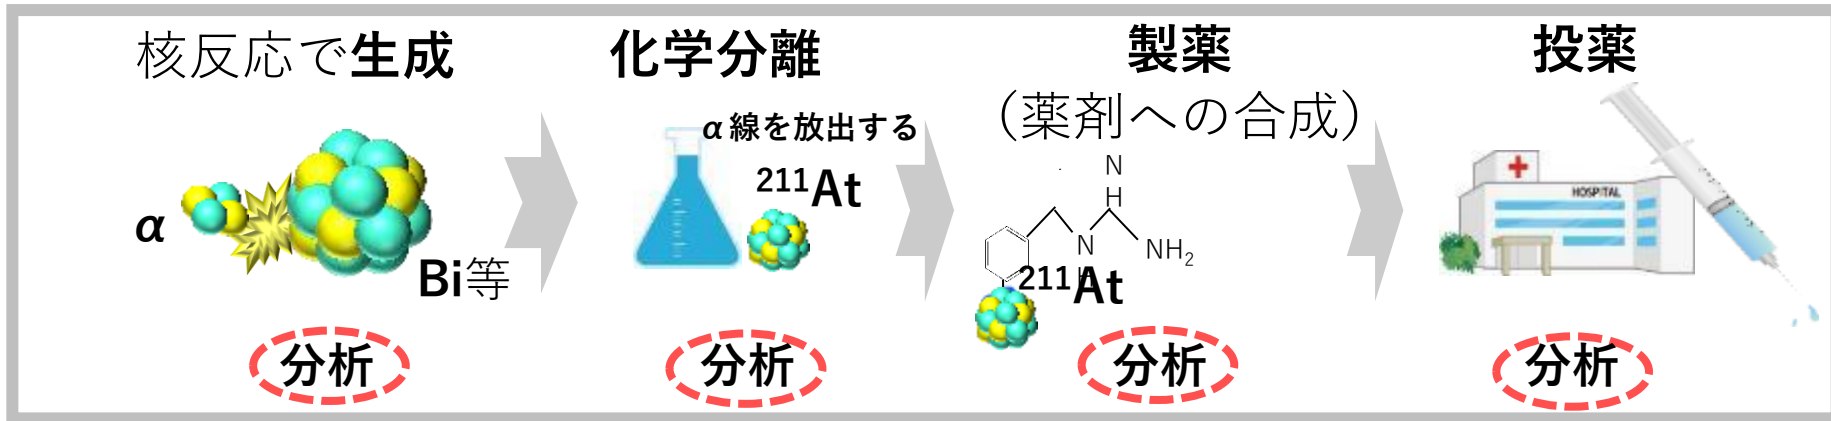 核反応で生成
α
Bi等
分析
化学分離
α線を放出する
²¹¹At
分析
製薬
（薬剤への合成）
N
H
N
H
NH₂
²¹¹At
分析
投薬
HOSPITAL
分析